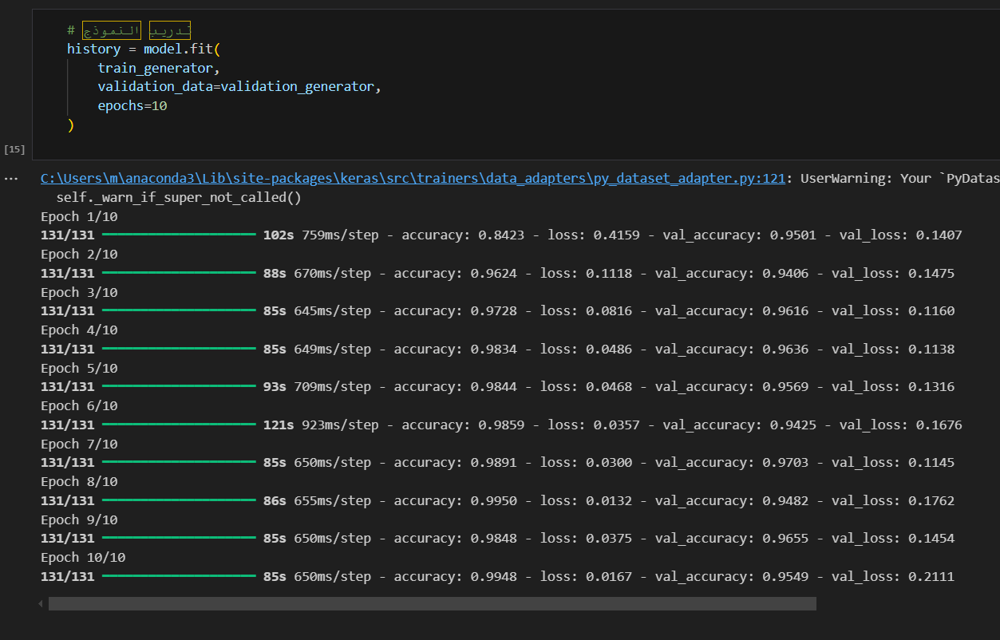 # تدريب النموذج
history = model.fit(
train_generator,
validation_data=validation_generator,
epochs=10
)
[15]
... C:\Users\m\anaconda3\Lib\site-packages\keras\src\trainers\data_adapters\py_dataset_adapter.py:121: UserWarning: Your `PyDatas
self._warn_if_super_not_called()
Epoch 1/10
131/131 102s 759ms/step - accuracy: 0.8423 - loss: 0.4159 - val_accuracy: 0.9501 - val_loss: 0.1407
Epoch 2/10
131/131 88s 670ms/step - accuracy: 0.9624 - loss: 0.1118 - val_accuracy: 0.9406 - val_loss: 0.1475
Epoch 3/10
131/131 85s 645ms/step - accuracy: 0.9728 - loss: 0.0816 - val_accuracy: 0.9616 - val_loss: 0.1160
Epoch 4/10
131/131 85s 649ms/step - accuracy: 0.9834 - loss: 0.0486 - val_accuracy: 0.9636 - val_loss: 0.1138
Epoch 5/10
131/131 93s 709ms/step - accuracy: 0.9844 - loss: 0.0468 - val_accuracy: 0.9569 - val_loss: 0.1316
Epoch 6/10
131/131 121s 923ms/step - accuracy: 0.9859 - loss: 0.0357 - val_accuracy: 0.9425 - val_loss: 0.1676
Epoch 7/10
131/131 85s 650ms/step - accuracy: 0.9891 - loss: 0.0300 - val_accuracy: 0.9703 - val_loss: 0.1145
Epoch 8/10
131/131 86s 655ms/step - accuracy: 0.9950 - loss: 0.0132 - val_accuracy: 0.9482 - val_loss: 0.1762
Epoch 9/10
131/131 85s 650ms/step - accuracy: 0.9848 - loss: 0.0375 - val_accuracy: 0.9655 - val_loss: 0.1454
Epoch 10/10
131/131 85s 650ms/step - accuracy: 0.9948 - loss: 0.0167 - val_accuracy: 0.9549 - val_loss: 0.2111